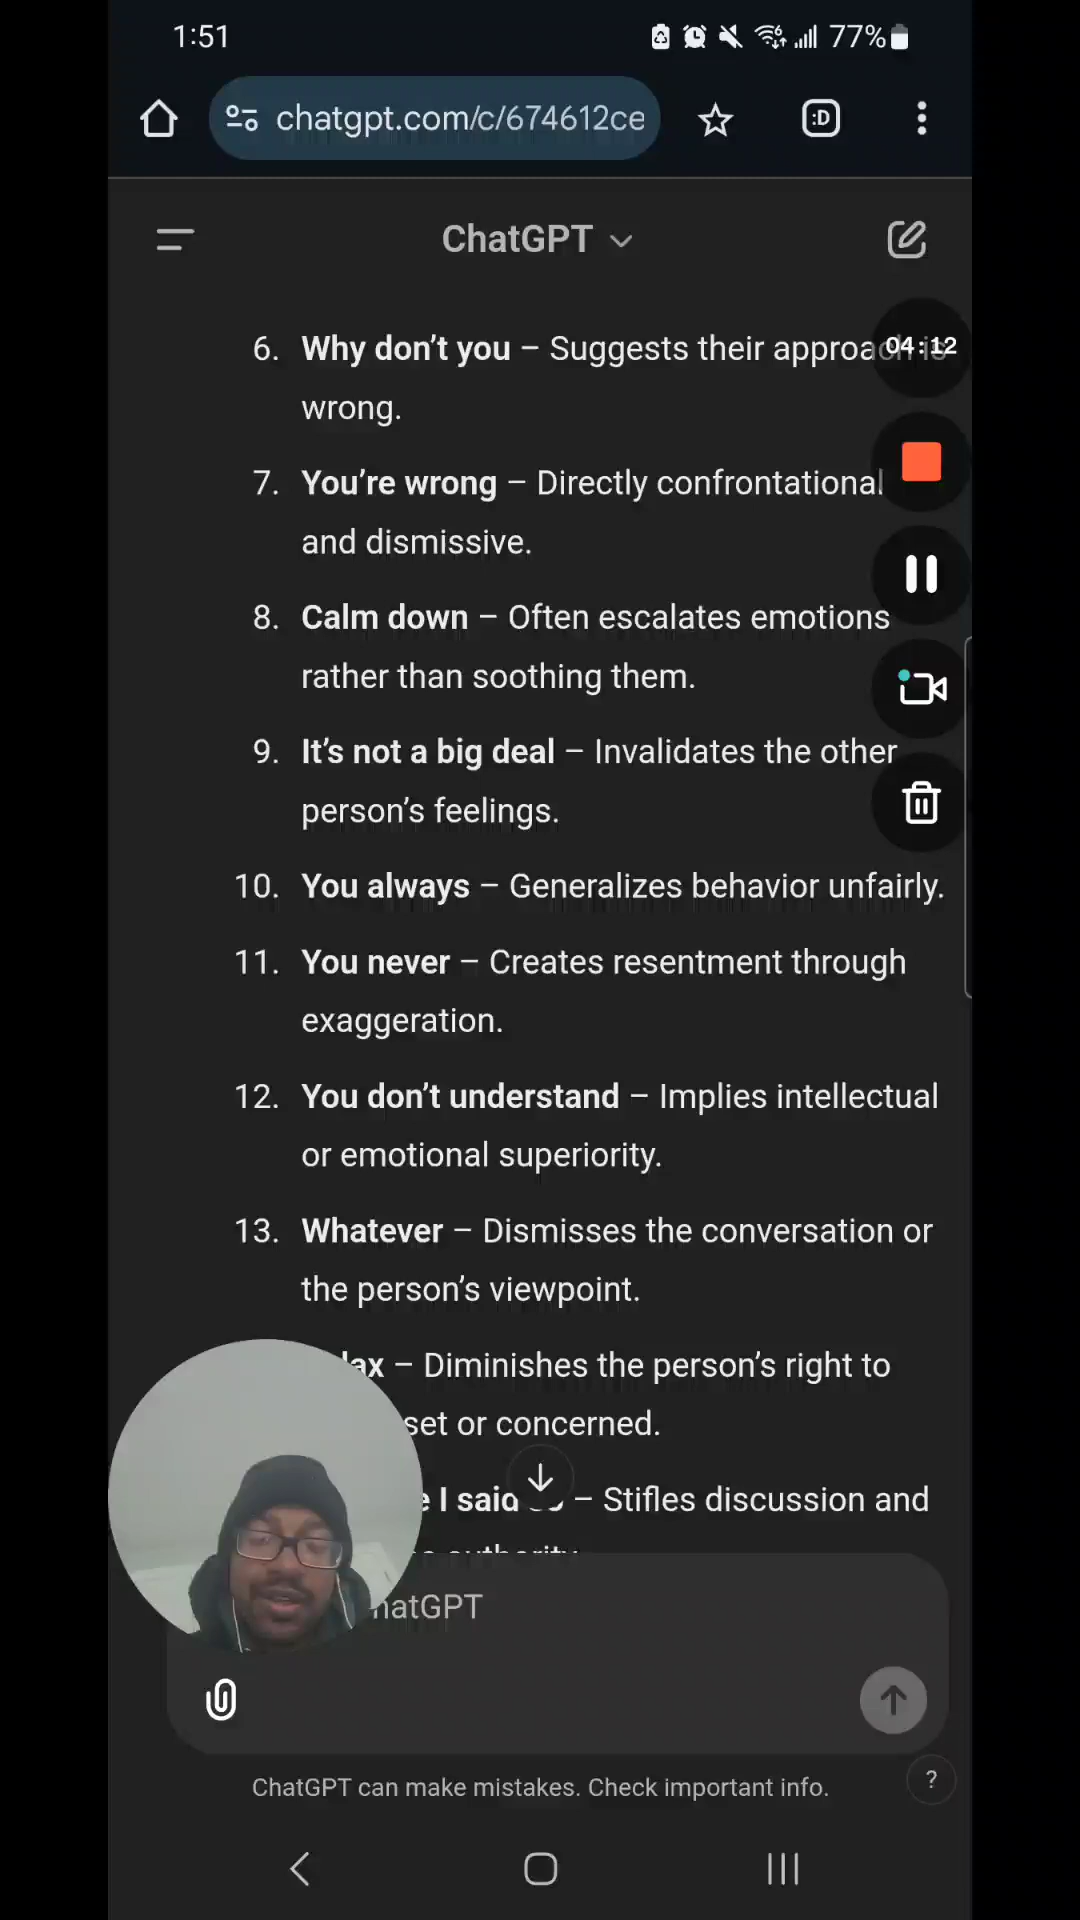 1:51
77%
chatgpt.com/c/674612ce
:D
ChatGPT
6. Why don't you – Suggests their approach is
04:12
wrong.
7. You're wrong – Directly confrontational
and dismissive.
8. Calm down – Often escalates emotions
rather than soothing them.
9. It's not a big deal – Invalidates the other
person's feelings.
10. You always – Generalizes behavior unfairly.
11. You never – Creates resentment through
exaggeration.
12. You don't understand – Implies intellectual
or emotional superiority.
13. Whatever – Dismisses the conversation or
the person's viewpoint.
lax – Diminishes the person's right to
set or concerned.
e I said so – Stifles discussion and
authority.
hatGPT
ChatGPT can make mistakes. Check important info.
?